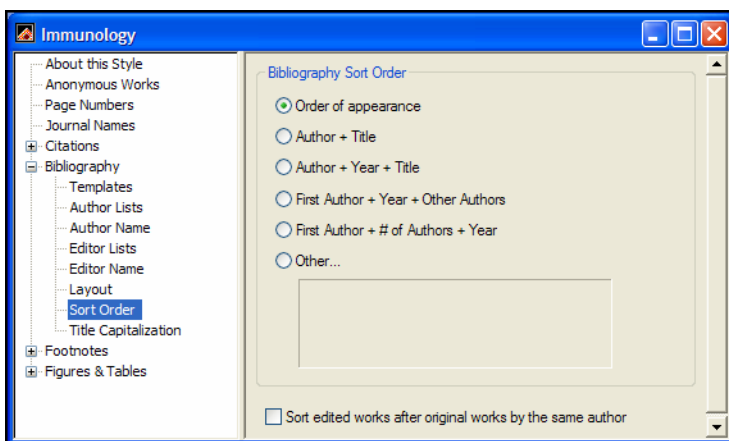 Immunology
About this Style
Anonymous Works
Page Numbers
Journal Names
Citations
Bibliography
Templates
Author Lists
Author Name
Editor Lists
Editor Name
Layout
Sort Order
Title Capitalization
Footnotes
Figures & Tables
Bibliography Sort Order
Order of appearance
Author + Title
Author + Year + Title
First Author + Year + Other Authors
First Author + # of Authors + Year
Other...
Sort edited works after original works by the same author